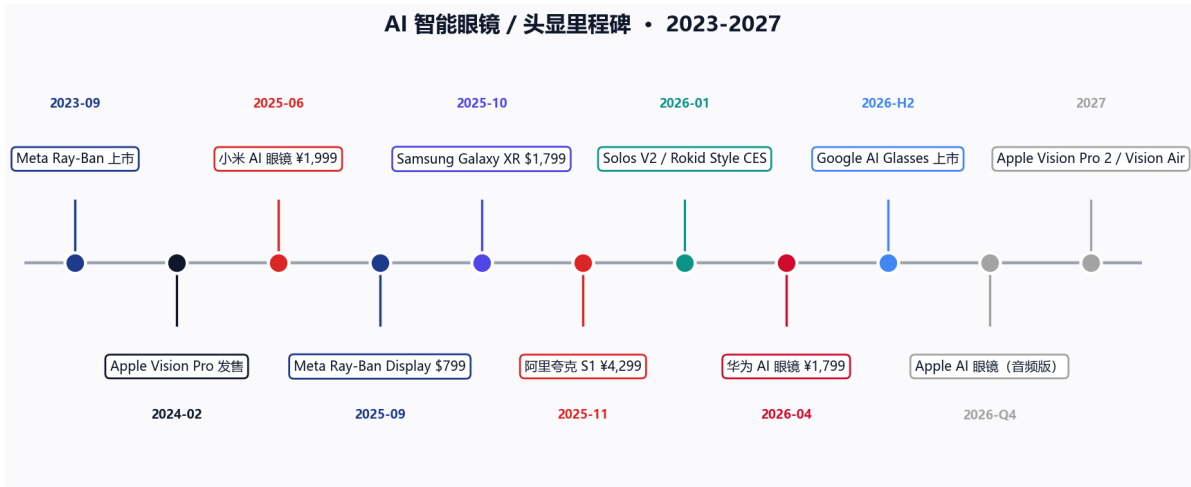 AI 智能眼镜 / 头显里程碑 • 2023-2027
2023-09
2025-06
2025-10
2026-01
2026-H2
2027
Meta Ray-Ban 上市
小米 AI 眼镜 ¥1,999
Samsung Galaxy XR $1,799
Solos V2 / Rokid Style CES
Google AI Glasses 上市
Apple Vision Pro 2 / Vision Air
Apple Vision Pro 发售
Meta Ray-Ban Display $799
阿里夸克 S1 ¥4,299
华为 AI 眼镜 ¥1,799
Apple AI 眼镜（音频版）
2024-02
2025-09
2025-11
2026-04
2026-Q4